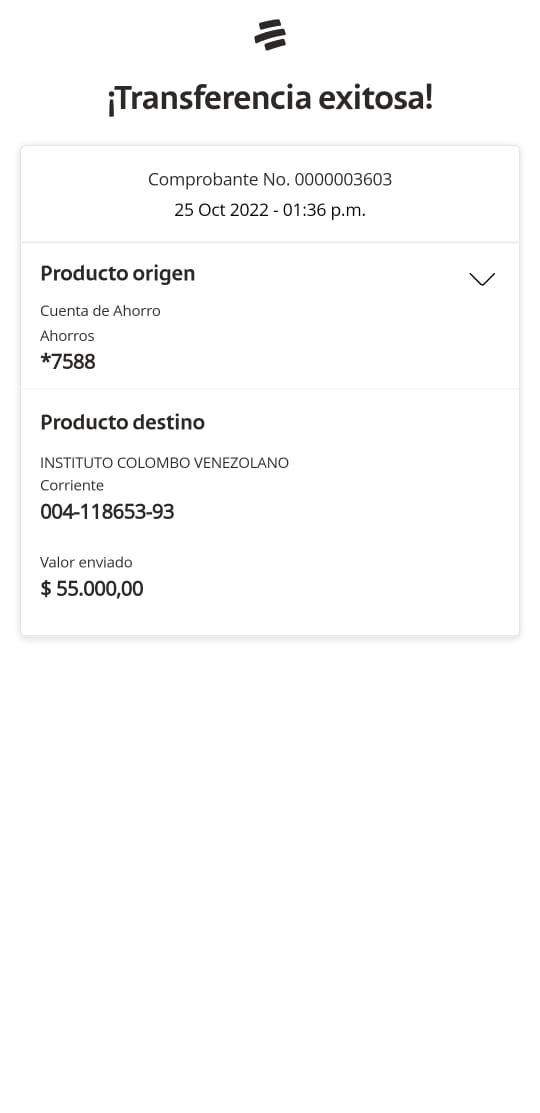 ¡Transferencia exitosa!
Comprobante No. 0000003603
25 Oct 2022 - 01:36 p.m.
Producto origen
Cuenta de Ahorro
Ahorros
*7588
Producto destino
INSTITUTO COLOMBO VENEZOLANO
Corriente
004-118653-93
Valor enviado
$ 55.000,00